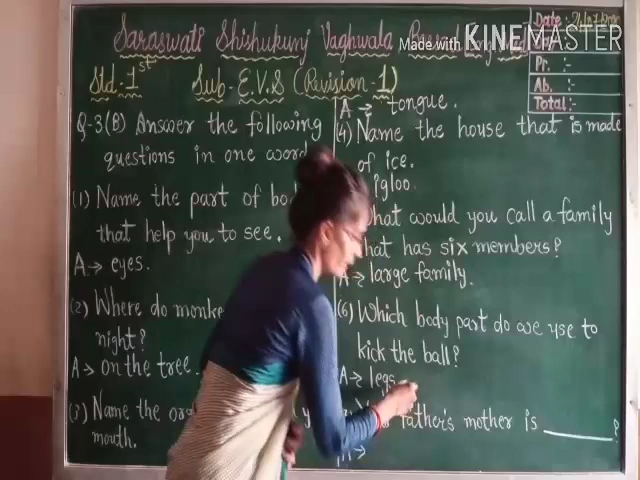 Saraswati Shishukunj Vaghwala
Made with KINEMASTER
Date:
Pr. :-
Ab. :-
Total:-
Std:-1st Sub-E.V.S (Revision-1)
Q-3(B) Answer the following
questions in one word
(1) Name the part of
that help you to see.
A→ eyes.
(2) Where do
night?
A→ on the tree.
(3) Name the
mouth.
A → tongue.
(4) Name the house that is made
of ice.
igloo.
what would you call a family
that has six members?
A→ large family.
(6) Which body part do we use to
kick the ball?
A→ legs
father's mother is ______?
A→